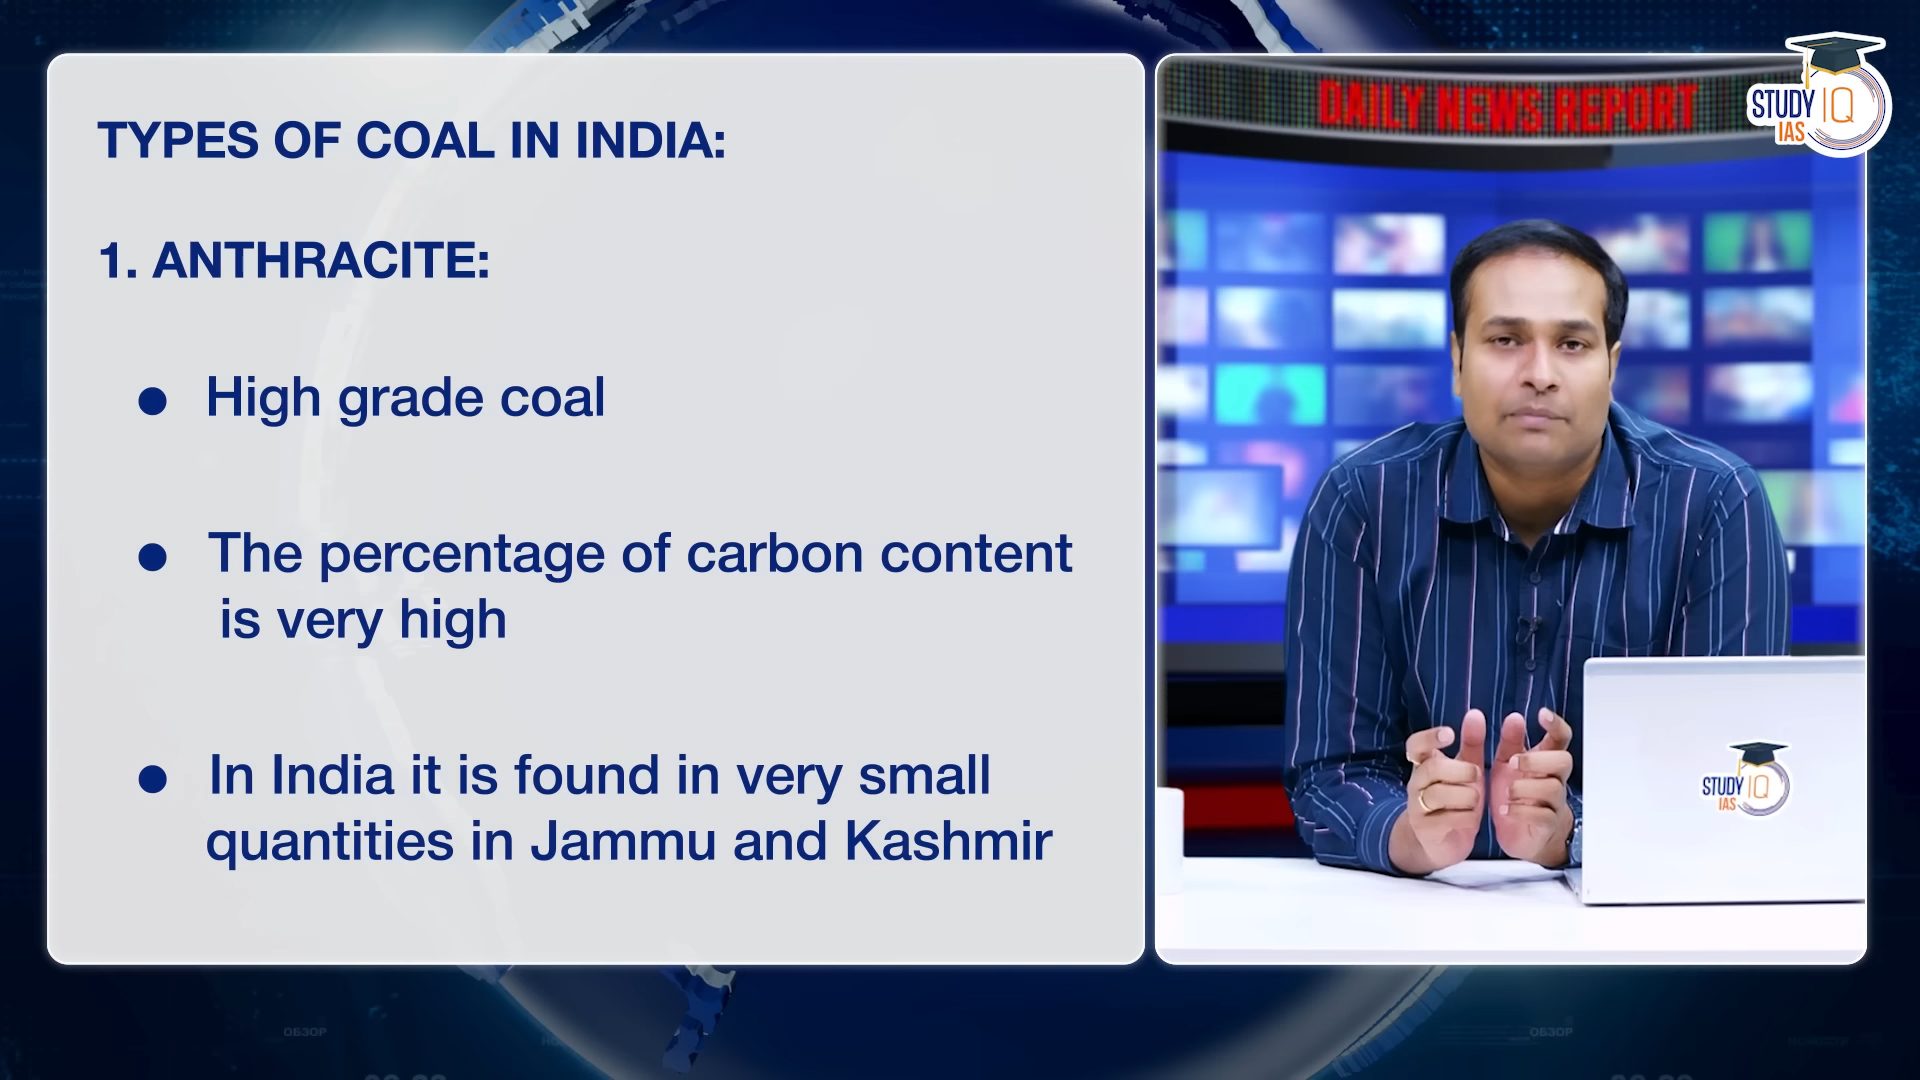 TYPES OF COAL IN INDIA:
1. ANTHRACITE:
● High grade coal
● The percentage of carbon content
is very high
● In India it is found in very small
quantities in Jammu and Kashmir
DAILY NEWS REPORT
STUDY IQ
IAS
STUDY IQ
IAS
ОБЗОР
ОБЗОР